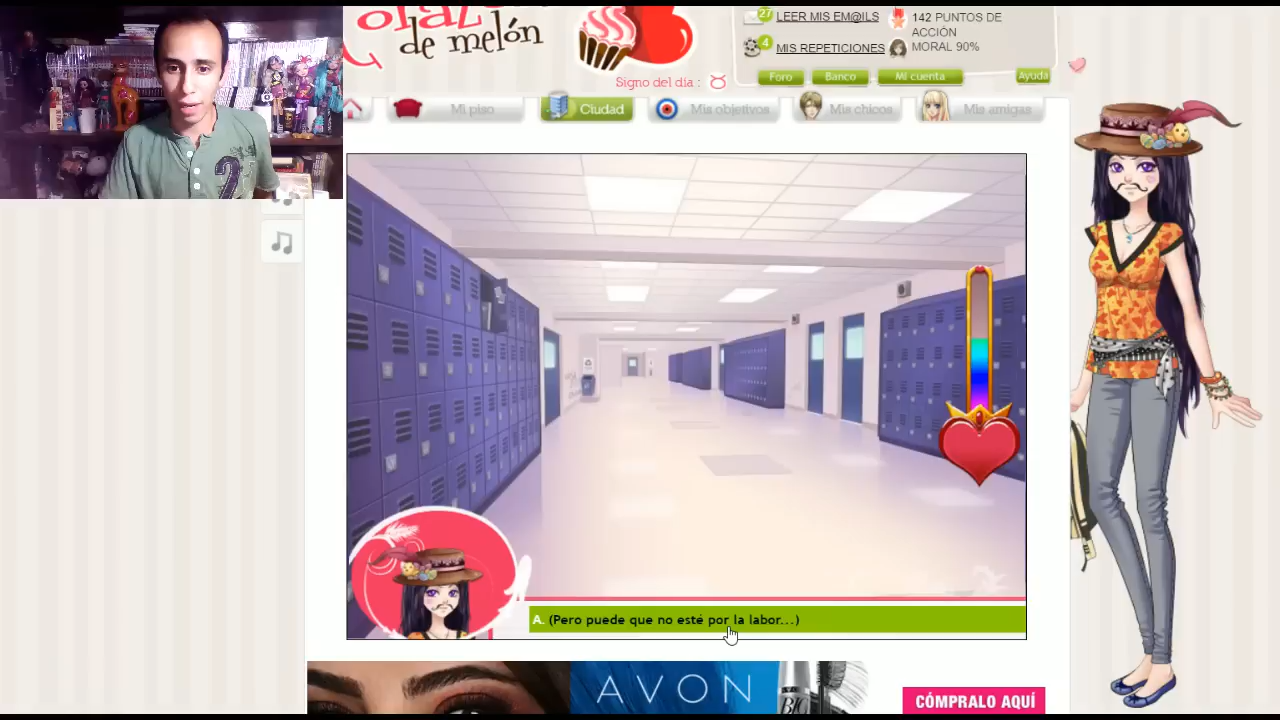 Corazón
de melón
27 LEER MIS EM@ILS
4 MIS REPETICIONES
142 PUNTOS DE
ACCIÓN
MORAL 90%
Signo del día :
Foro
Banco
Mi cuenta
Ayuda
Mi piso
Ciudad
Mis objetivos
Mis chicos
Mis amigas
2
A. (Pero puede que no esté por la labor...)
AVON
CÓMPRALO AQUÍ